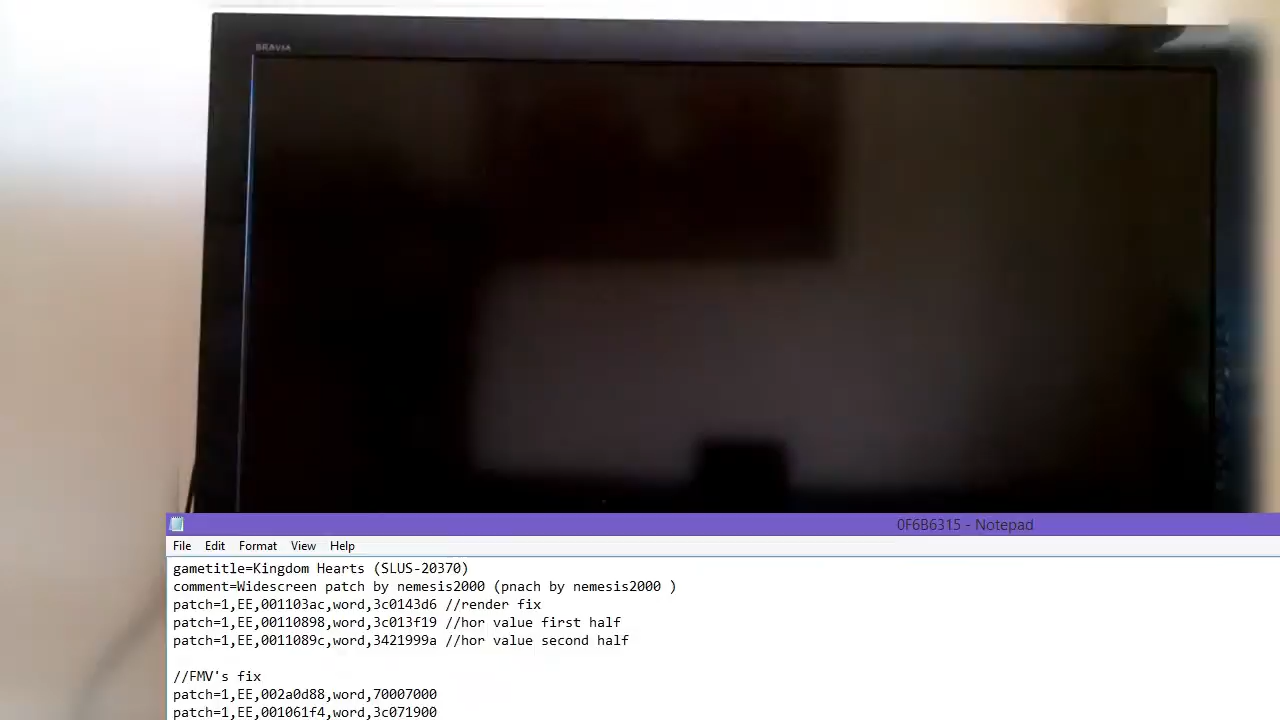 BRAVIA
0F6B6315 - Notepad
File Edit Format View Help
gametitle=Kingdom Hearts (SLUS-20370)
comment=Widescreen patch by nemesis2000 (pnach by nemesis2000 )
patch=1,EE,001103ac,word,3c0143d6 //render fix
patch=1,EE,00110898,word,3c013f19 //hor value first half
patch=1,EE,0011089c,word,3421999a //hor value second half
//FMV's fix
patch=1,EE,002a0d88,word,70007000
patch=1,EE,001061f4,word,3c071900